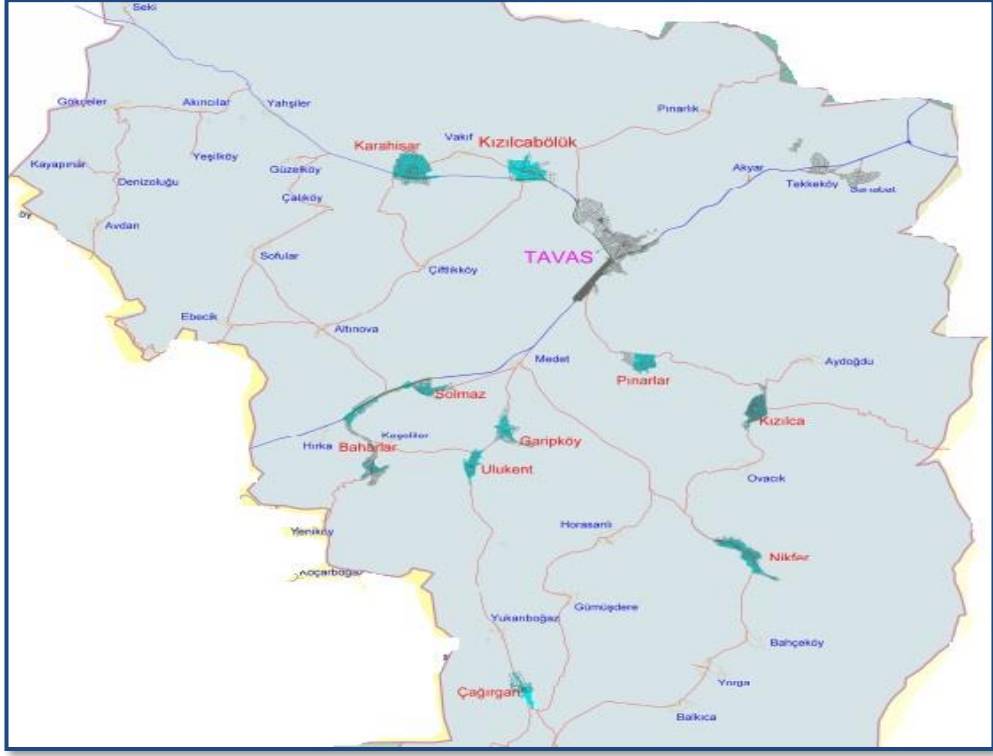 Seki
Gökçeler
Akıncılar
Yahşiler
Pınarlık
Vakıf
Karahisar
Kızılcabölük
Yeşilköy
Kayapınar
Güzelköy
Denizoluğu
Akyar
Tekkeköy
Çalıköy
öy
Avdan
Sofular
TAVAS
Çiftlikköy
Ebecik
Altınova
Medet
Aydoğdu
Pınarlar
Solmaz
Kızılca
Hırka
Baharlar
Garipköy
Ulukent
Ovacık
Yeniköy
Horasanlı
Nikfer
Gümüşdere
Yukarıboğaz
Bahçeköy
Yorga
Çağırgan
Balkıca